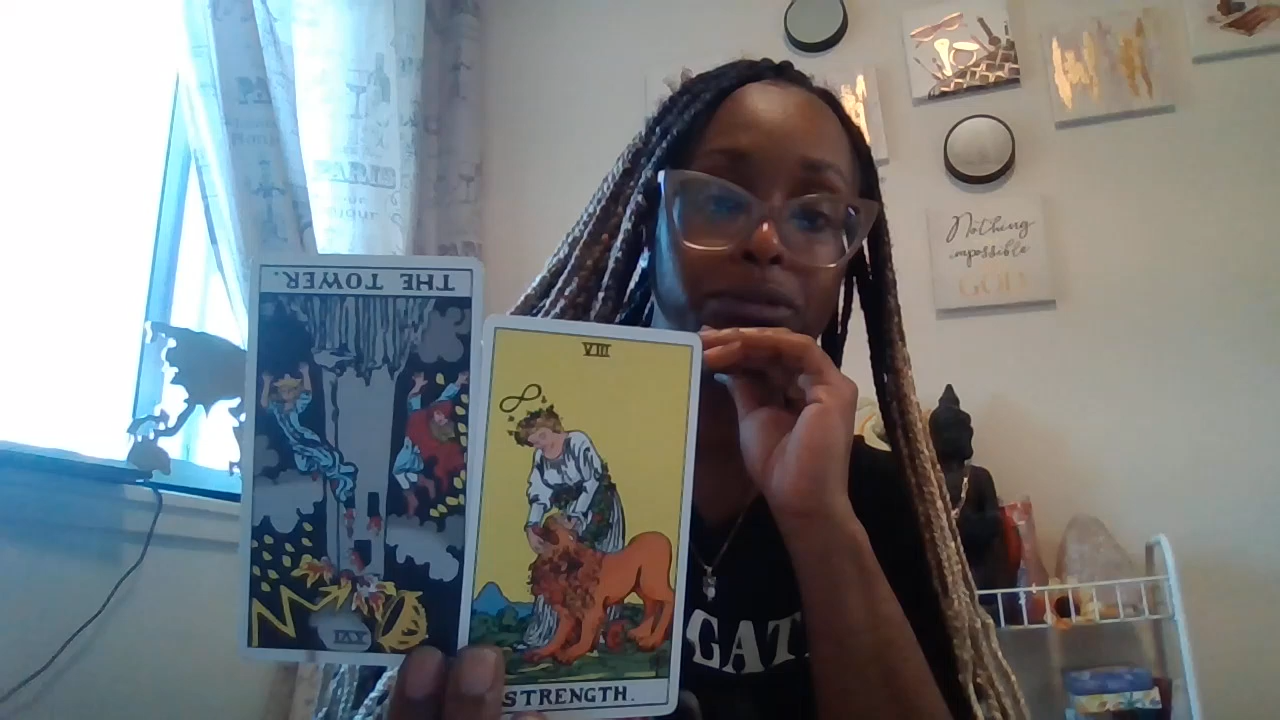 THE TOWER.
XVI
VIII
STRENGTH.
Nothing
impossible
GOD
PARIS
GAT